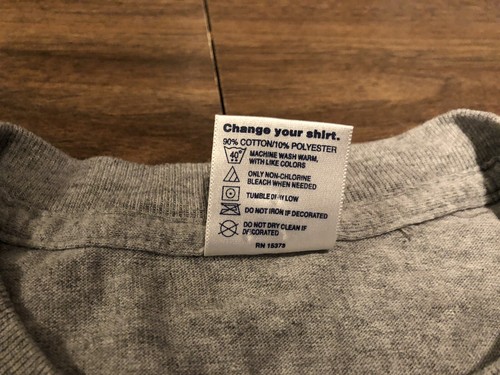 Change your shirt.
90% COTTON/10% POLYESTER
40°
MACHINE WASH WARM,
WITH LIKE COLORS
ONLY NON-CHLORINE
BLEACH WHEN NEEDED
TUMBLE DRY LOW
DO NOT IRON IF DECORATED
DO NOT DRY CLEAN IF
DECORATED
RN 15379